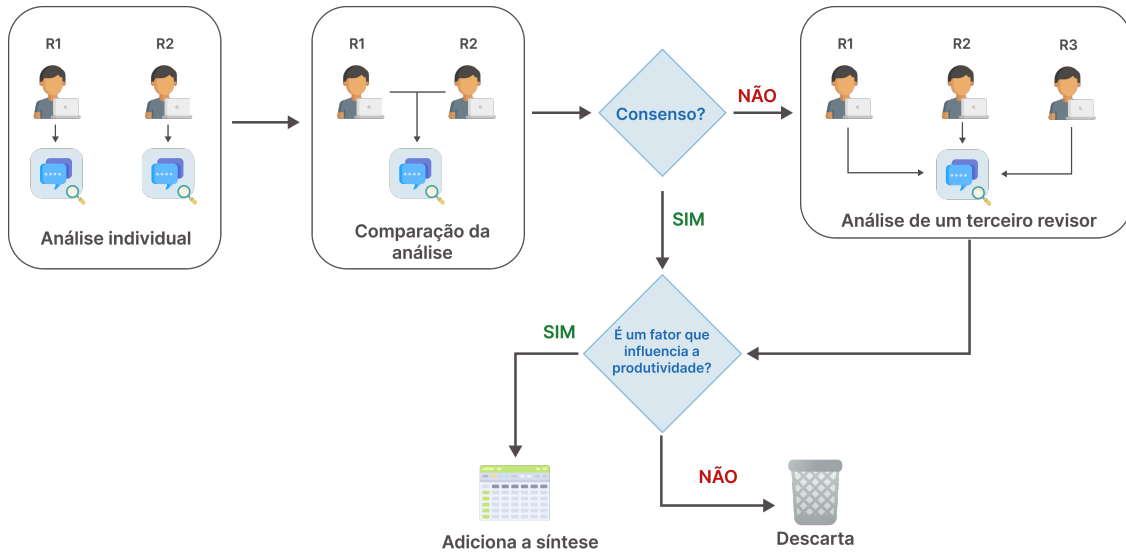 R1
R2
Análise individual
R1
R2
Comparação da
análise
Consenso?
NÃO
R1
R2
R3
Análise de um terceiro revisor
SIM
É um fator que
influencia a
produtividade?
SIM
NÃO
Adiciona a síntese
Descarta